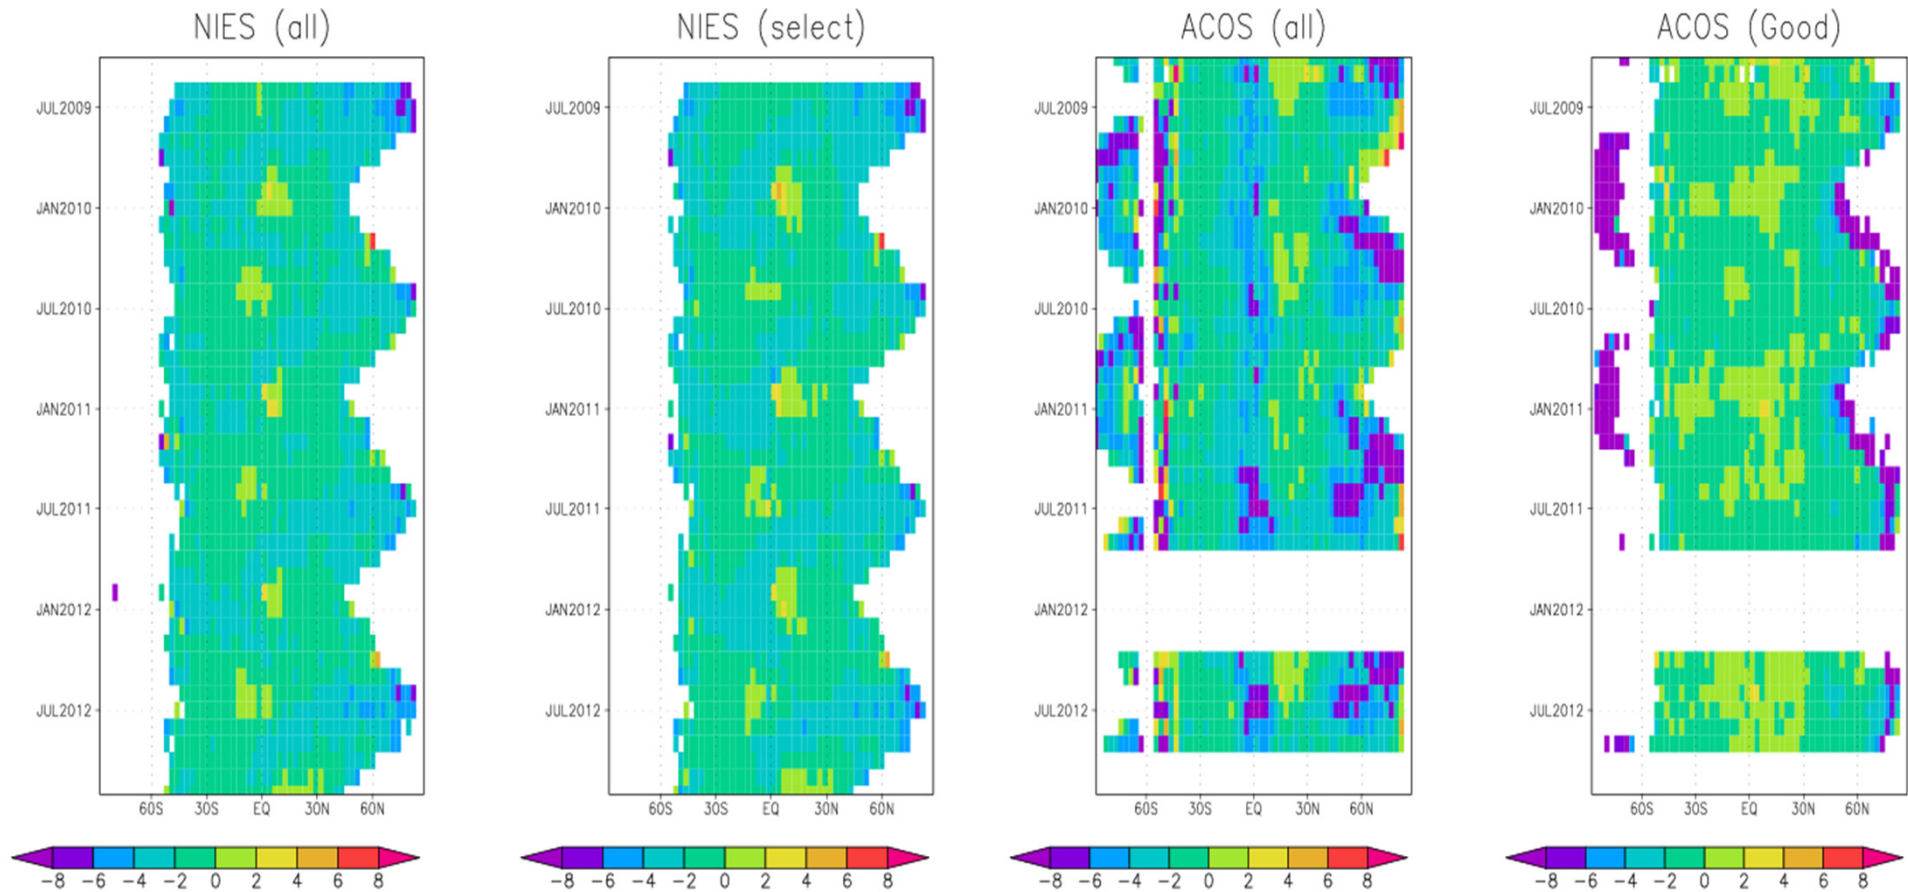 NIES (all)
NIES (select)
ACOS (all)
ACOS (Good)
JUL2009
JAN2010
JUL2010
JAN2011
JUL2011
JAN2012
JUL2012
60S 30S EQ 30N 60N
−8 −6 −4 −2 0 2 4 6 8
JUL2009
JAN2010
JUL2010
JAN2011
JUL2011
JAN2012
JUL2012
60S 30S EQ 30N 60N
−8 −6 −4 −2 0 2 4 6 8
JUL2009
JAN2010
JUL2010
JAN2011
JUL2011
JAN2012
JUL2012
60S 30S EQ 30N 60N
−8 −6 −4 −2 0 2 4 6 8
JUL2009
JAN2010
JUL2010
JAN2011
JUL2011
JAN2012
JUL2012
60S 30S EQ 30N 60N
−8 −6 −4 −2 0 2 4 6 8